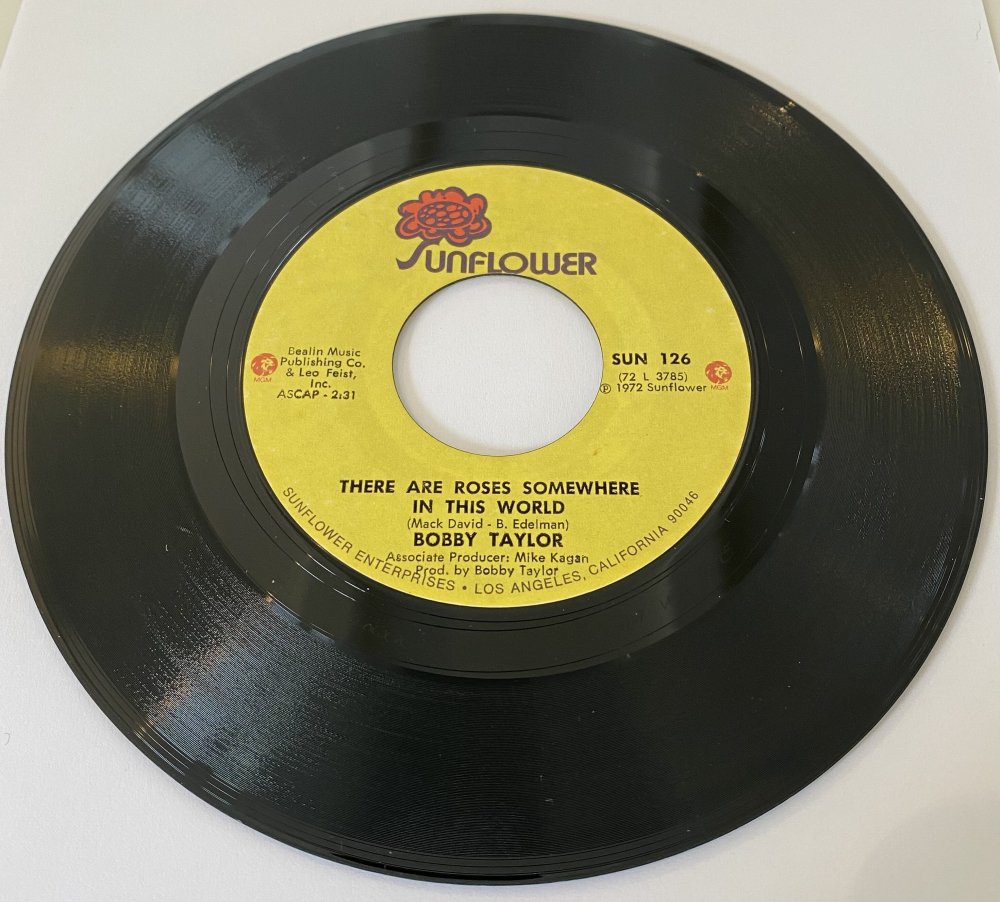 SUNFLOWER
Bealin Music
Publishing Co.
& Leo Feist,
Inc.
ASCAP - 2:31
MGM
SUN 126
(72 L 3785)
℗ 1972 Sunflower
MGM
THERE ARE ROSES SOMEWHERE
IN THIS WORLD
(Mack David - B. Edelman)
BOBBY TAYLOR
Associate Producer: Mike Kagan
Prod. by Bobby Taylor
SUNFLOWER ENTERPRISES • LOS ANGELES, CALIFORNIA 90046